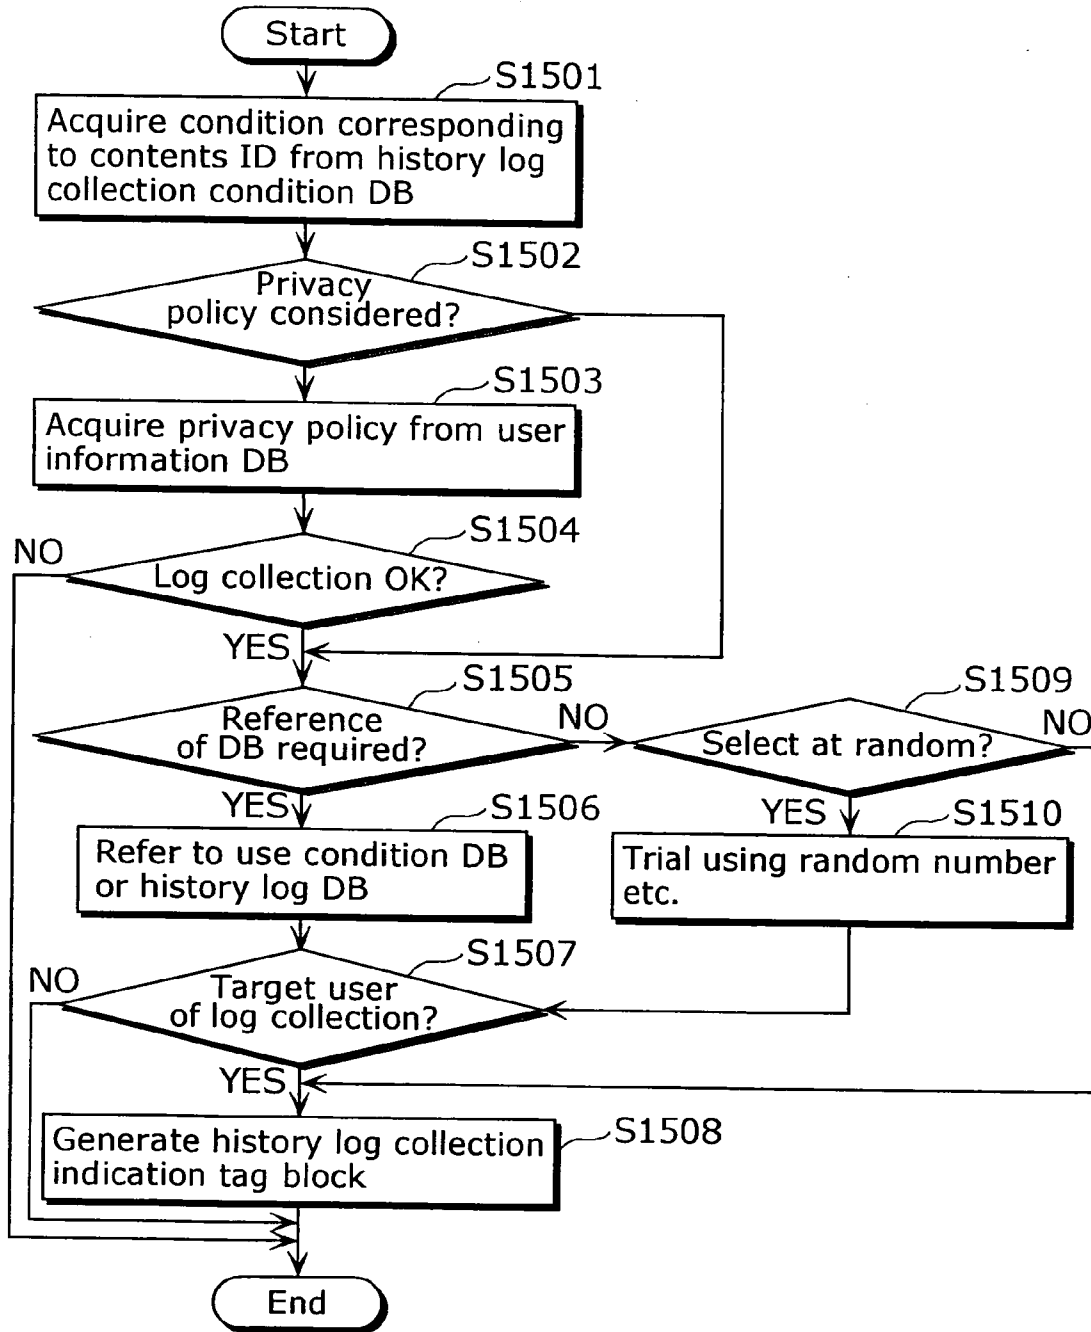 Start
S1501
Acquire condition corresponding
to contents ID from history log
collection condition DB
S1502
Privacy
policy considered?
S1503
Acquire privacy policy from user
information DB
S1504
NO
Log collection OK?
YES
S1505
Reference
of DB required?
NO
S1509
Select at random?
NO
YES
S1506
Refer to use condition DB
or history log DB
YES
S1510
Trial using random number
etc.
S1507
NO
Target user
of log collection?
YES
S1508
Generate history log collection
indication tag block
End